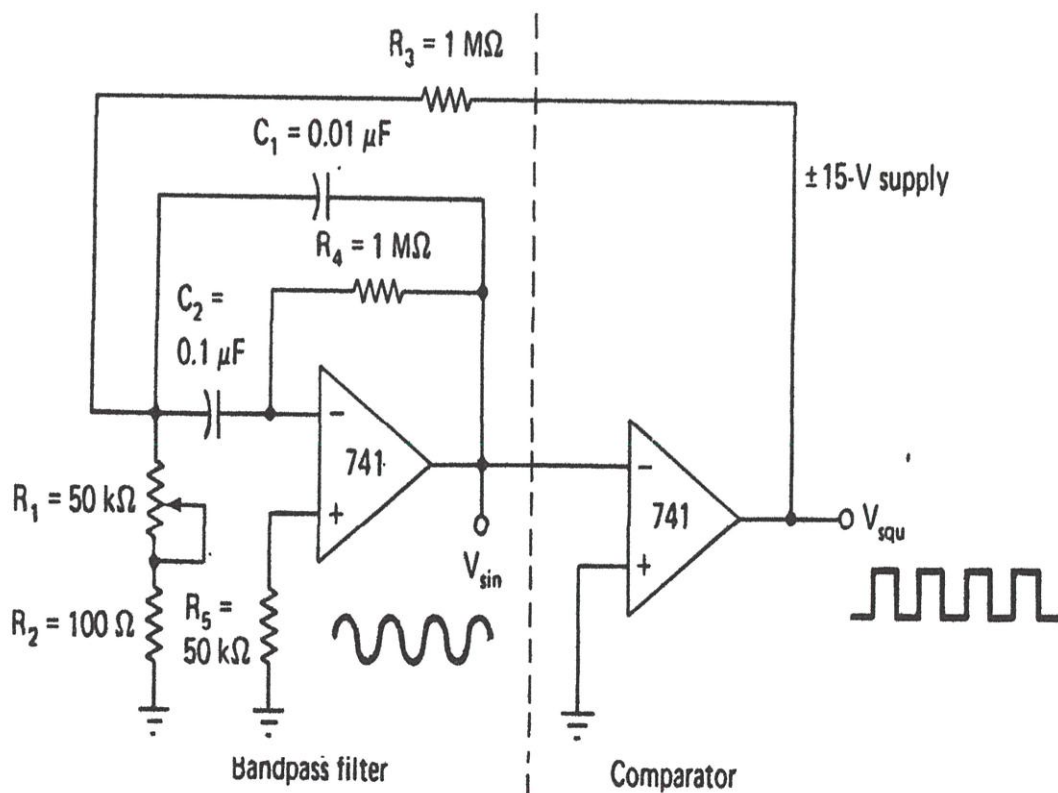 R₃ = 1 MΩ
C₁ = 0.01 µF
±15-V supply
R₄ = 1 MΩ
C₂ =
0.1 µF
−
741
+
R₁ = 50 kΩ
−
741
+
V_squ
V_sin
R₂ = 100 Ω
R₅ =
50 kΩ
Bandpass filter
Comparator